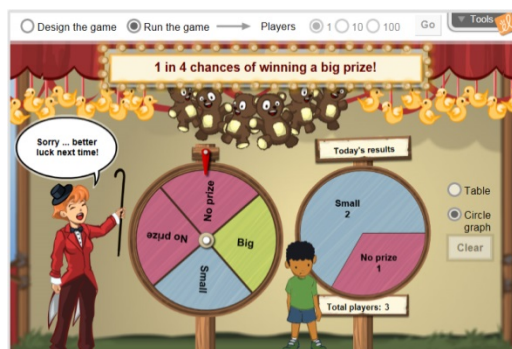 Design the game Run the game Players 1 10 100 Go Tools
1 in 4 chances of winning a big prize!
Sorry ... better
luck next time!
Today's results
No prize
No prize
Big
Small
Small
2
No prize
1
Table
Circle
graph
Clear
Total players: 3